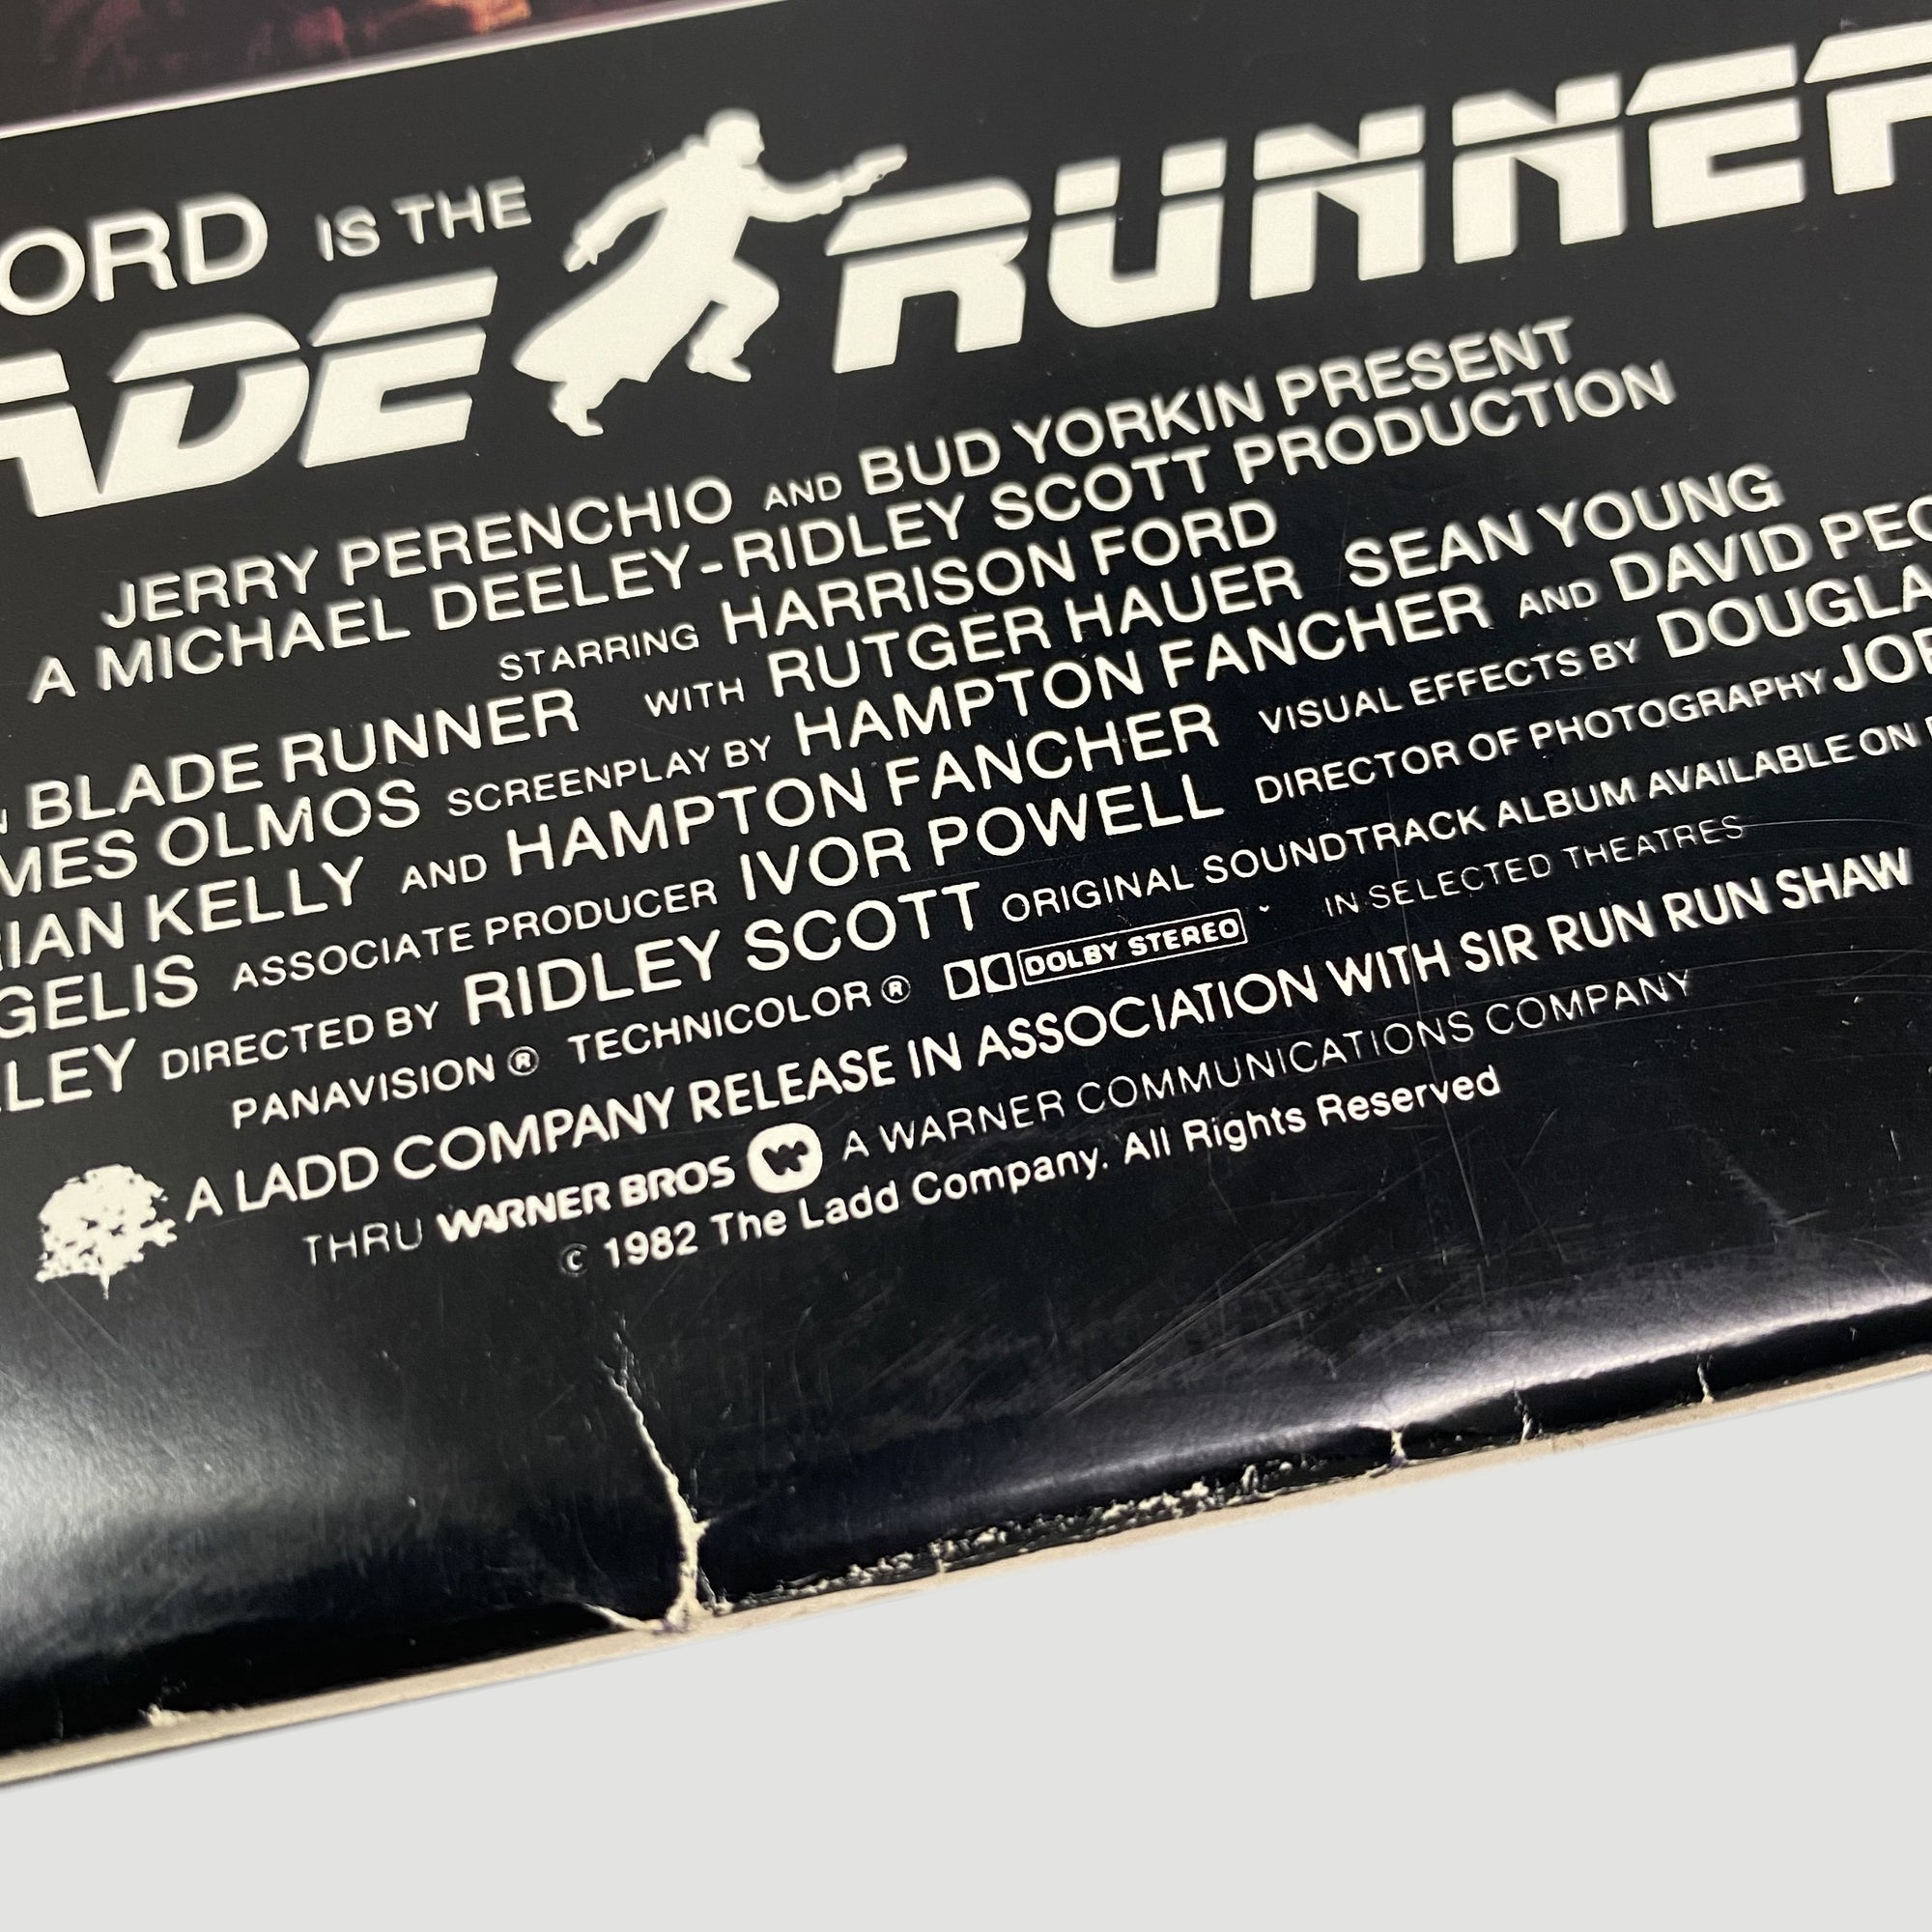 ORD IS THE
ADE RUNNER
JERRY PERENCHIO AND BUD YORKIN PRESENT
A MICHAEL DEELEY-RIDLEY SCOTT PRODUCTION
STARRING HARRISON FORD
BLADE RUNNER WITH RUTGER HAUER SEAN YOUNG
MES OLMOS SCREENPLAY BY HAMPTON FANCHER AND DAVID PEO
IAN KELLY AND HAMPTON FANCHER VISUAL EFFECTS BY DOUGLA
GELIS ASSOCIATE PRODUCER IVOR POWELL DIRECTOR OF PHOTOGRAPHY JOR
LEY DIRECTED BY RIDLEY SCOTT ORIGINAL SOUNDTRACK ALBUM AVAILABLE ON
PANAVISION® TECHNICOLOR® DOLBY STEREO IN SELECTED THEATRES
A LADD COMPANY RELEASE IN ASSOCIATION WITH SIR RUN RUN SHAW
THRU WARNER BROS A WARNER COMMUNICATIONS COMPANY
© 1982 The Ladd Company. All Rights Reserved